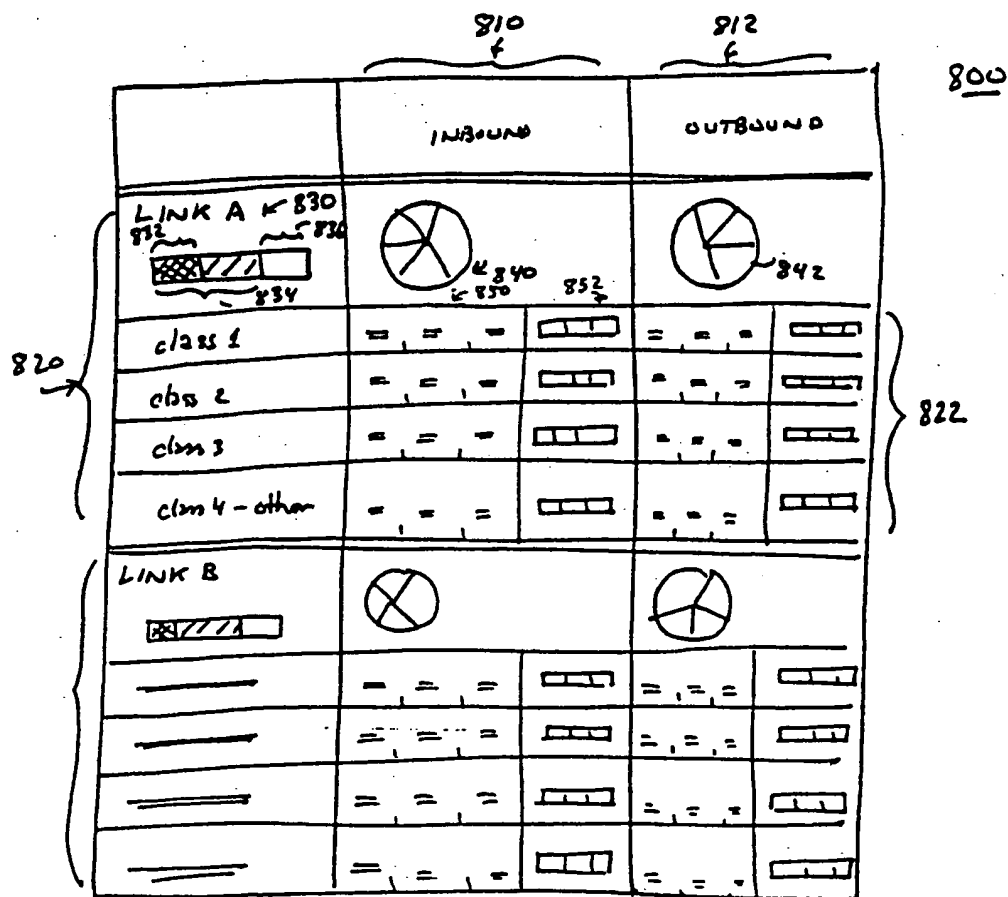 810 812
800
INBOUND OUTBOUND
LINK A 830
832 836
840 842
834 850 852
class 1
820
class 2
822
class 3
class 4 - other
LINK B